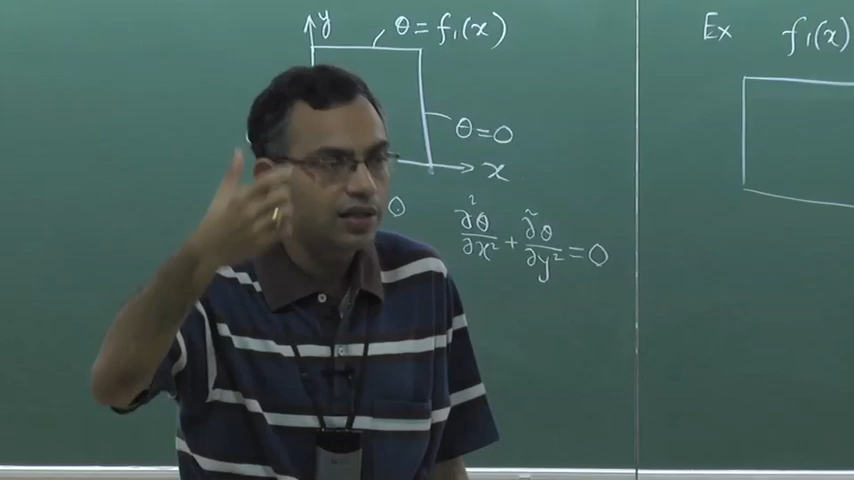 y
θ = f₁(x)
θ = 0
x
0
∂²θ/∂x² + ∂²θ/∂y² = 0
Ex f₁(x)